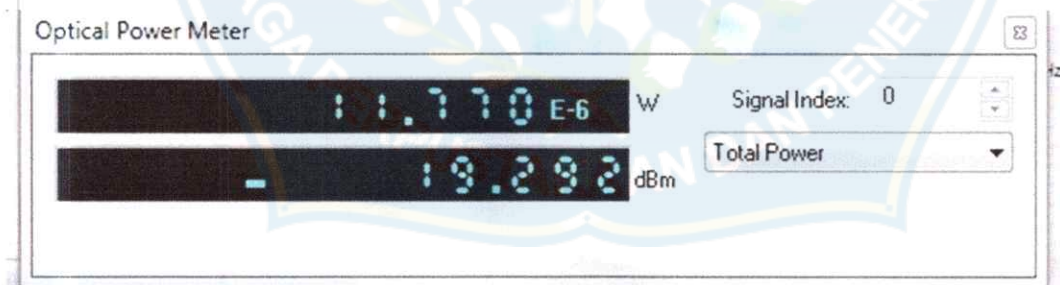 Optical Power Meter
11.770 E-6 W
Signal Index: 0
- 19.292 dBm
Total Power